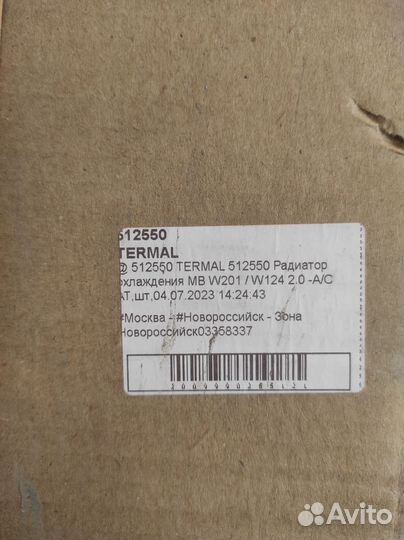 512550
TERMAL
@ 512550 TERMAL 512550 Радиатор
охлаждения MB W201 / W124 2.0 -A/C
AT,шт,04.07.2023 14:24:43
#Москва - #Новороссийск - Зона
Новороссийск03358337
Avito